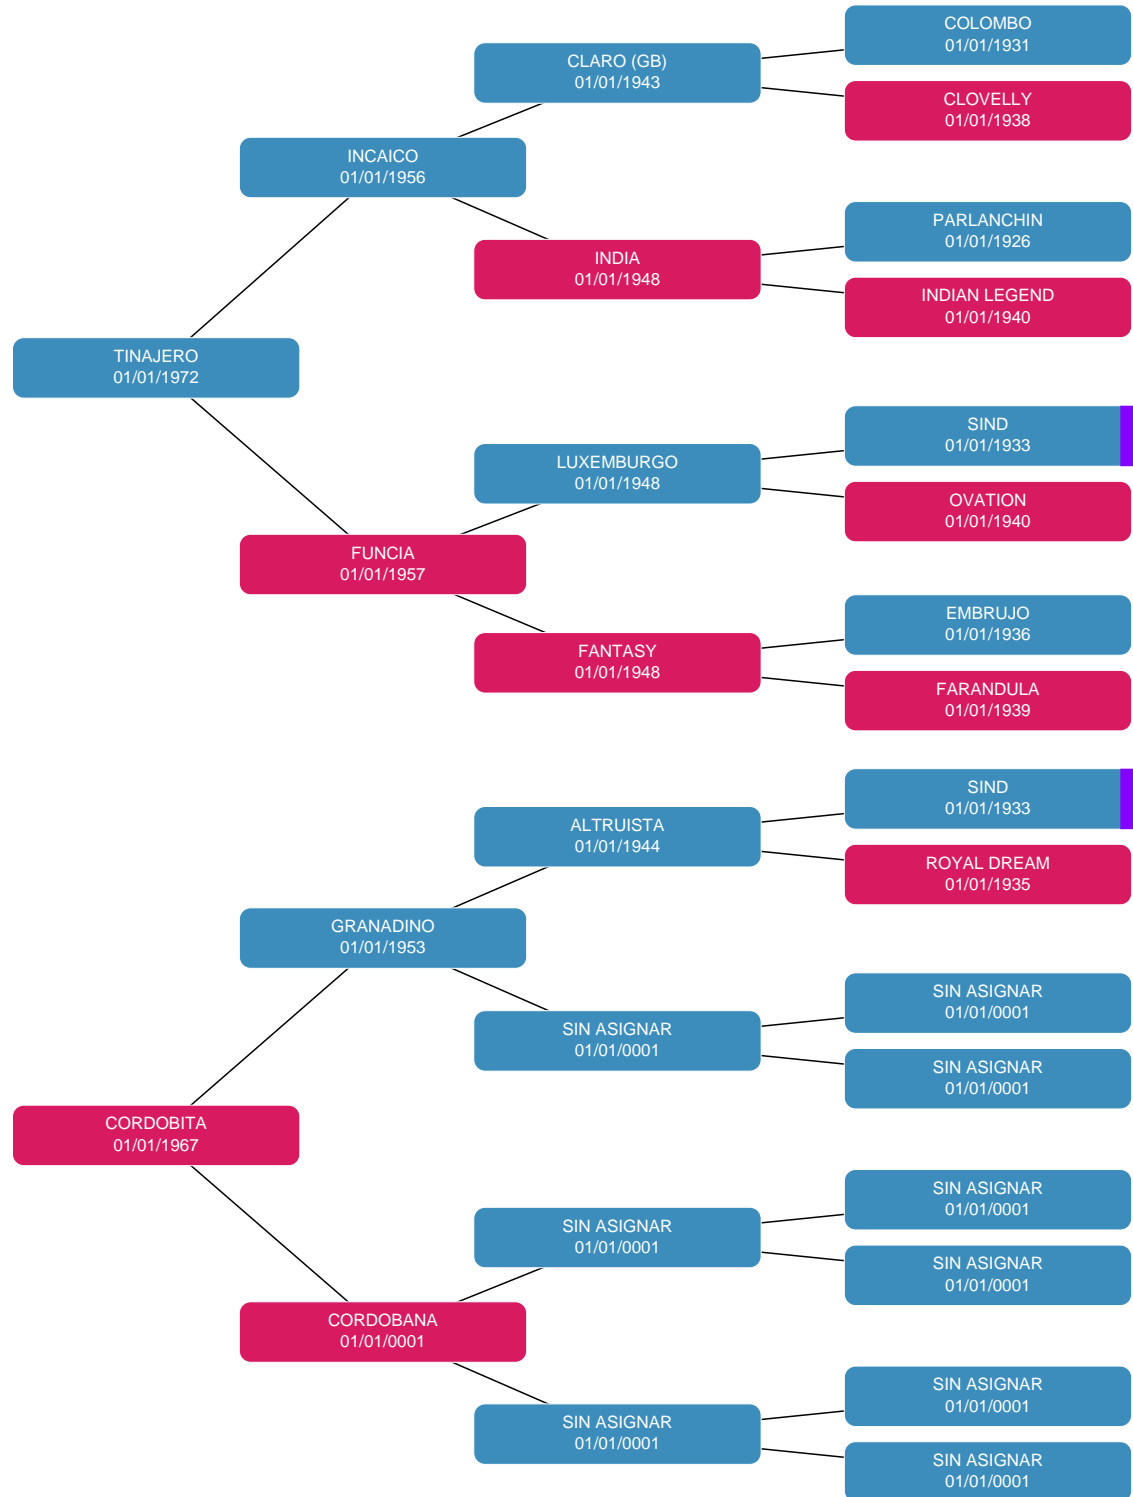 COLOMBO
01/01/1931
CLARO (GB)
01/01/1943
CLOVELLY
01/01/1938
INCAICO
01/01/1956
PARLANCHIN
01/01/1926
INDIA
01/01/1948
INDIAN LEGEND
01/01/1940
TINAJERO
01/01/1972
SIND
01/01/1933
LUXEMBURGO
01/01/1948
OVATION
01/01/1940
FUNCIA
01/01/1957
EMBRUJO
01/01/1936
FANTASY
01/01/1948
FARANDULA
01/01/1939
SIND
01/01/1933
ALTRUISTA
01/01/1944
ROYAL DREAM
01/01/1935
GRANADINO
01/01/1953
SIN ASIGNAR
01/01/0001
SIN ASIGNAR
01/01/0001
SIN ASIGNAR
01/01/0001
CORDOBITA
01/01/1967
SIN ASIGNAR
01/01/0001
SIN ASIGNAR
01/01/0001
SIN ASIGNAR
01/01/0001
CORDOBANA
01/01/0001
SIN ASIGNAR
01/01/0001
SIN ASIGNAR
01/01/0001
SIN ASIGNAR
01/01/0001